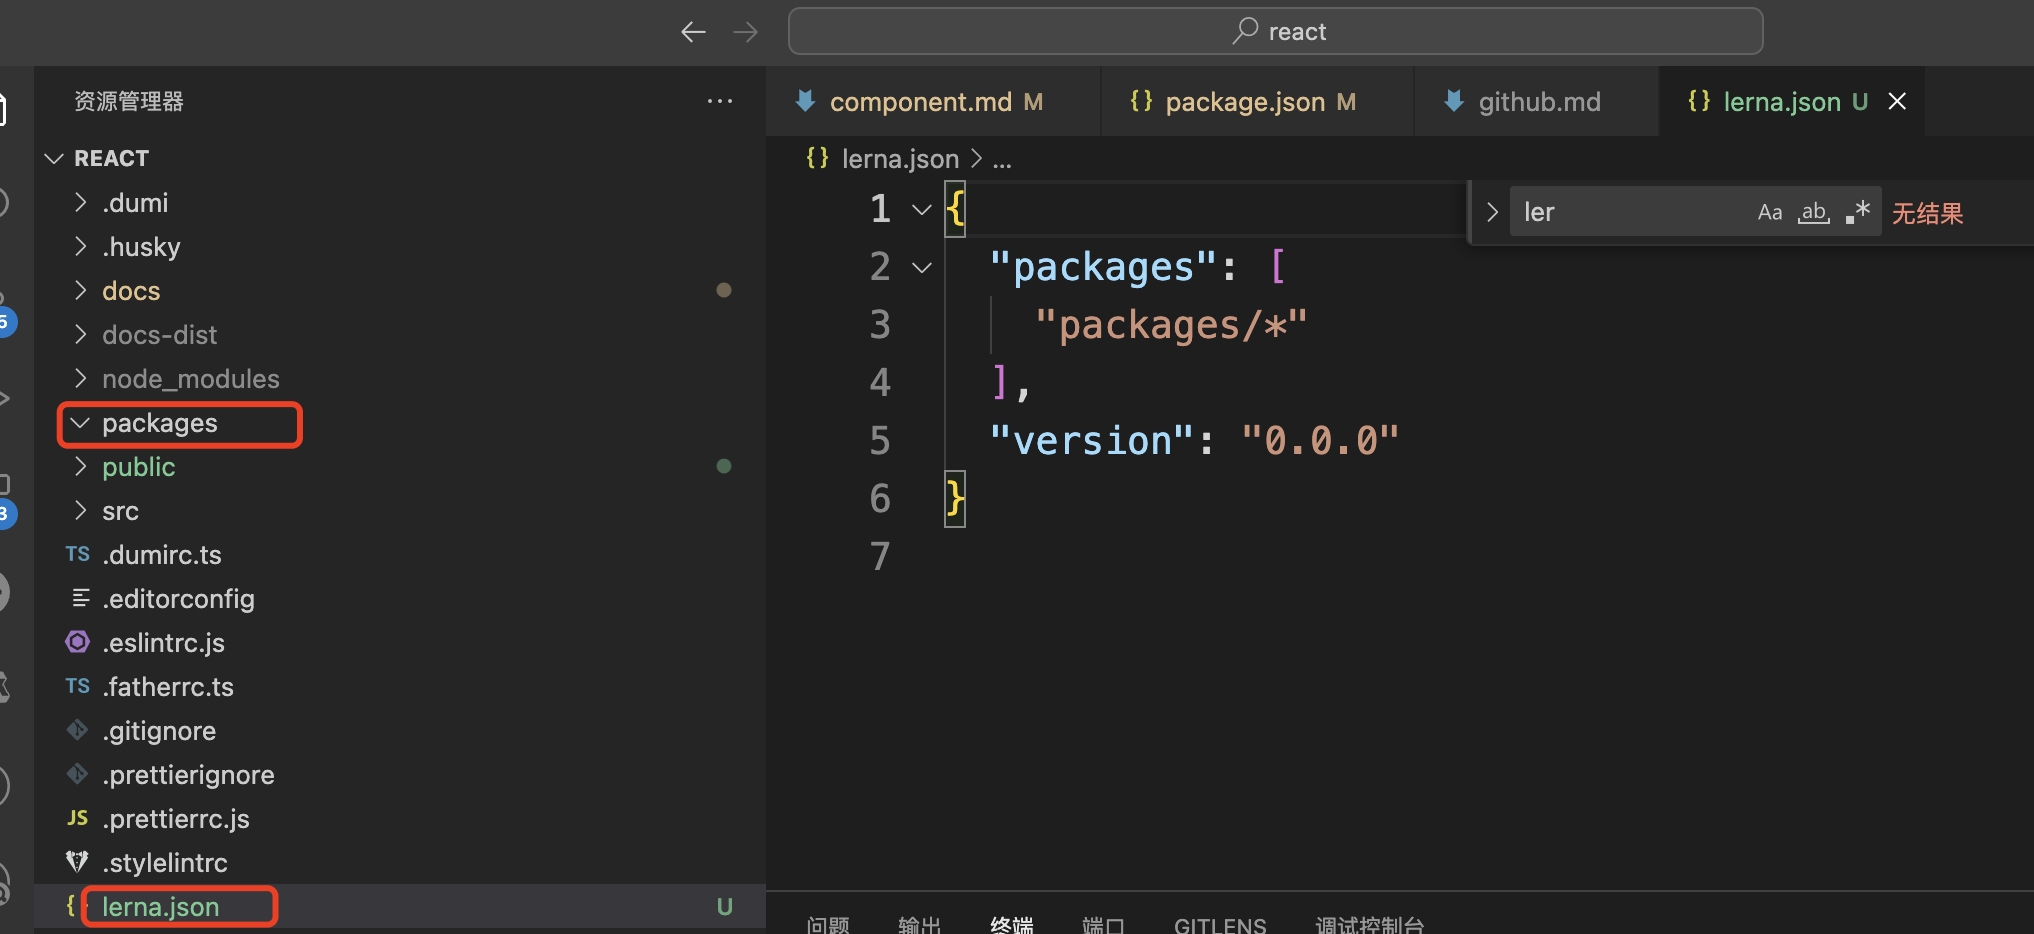 react
资源管理器
REACT
.dumi
.husky
docs
docs-dist
node_modules
packages
public
src
TS .dumirc.ts
.editorconfig
.eslintrc.js
TS .fatherrc.ts
.gitignore
.prettierignore
JS .prettierrc.js
.stylelintrc
{} lerna.json U
5
3
component.md M
{} package.json M
github.md
{} lerna.json U
{} lerna.json > ...
ler Aa ab .* 无结果
1 {
2 "packages": [
3 "packages/*"
4 ],
5 "version": "0.0.0"
6 }
7
问题 输出 终端 端口 GITLENS 调试控制台